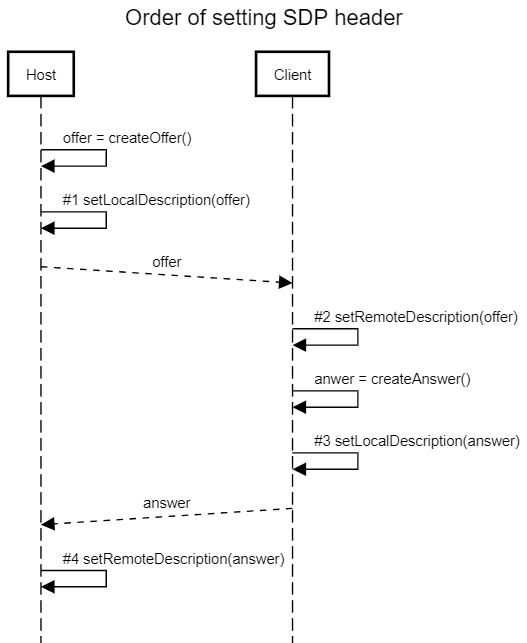 Order of setting SDP header
Host
Client
offer = createOffer()
#1 setLocalDescription(offer)
offer
#2 setRemoteDescription(offer)
anwer = createAnswer()
#3 setLocalDescription(answer)
answer
#4 setRemoteDescription(answer)